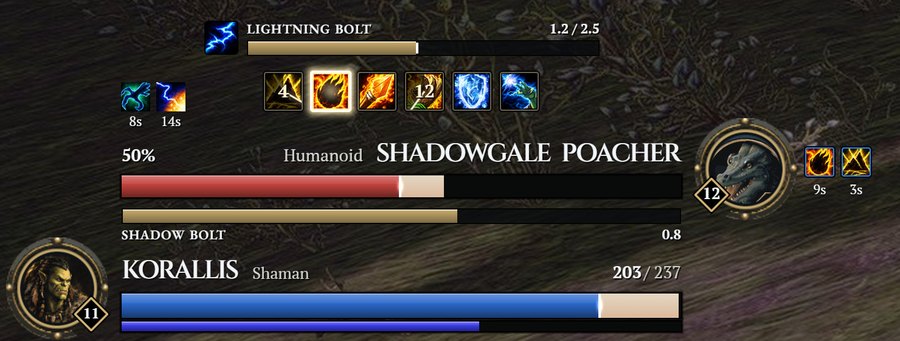 LIGHTNING BOLT 1.2 / 2.5
4 12
8s 14s
50% Humanoid SHADOWGALE POACHER
12
9s 3s
SHADOW BOLT 0.8
KORALLIS Shaman 203 / 237
11